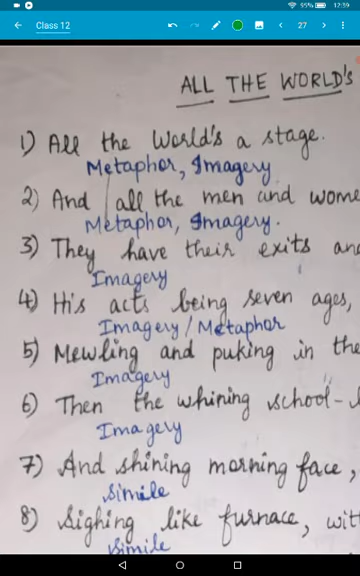 95% 17:39
Class 12
27
ALL THE WORLD'S
1) All the World's a stage.
Metaphor, Imagery
2) And all the men and wome
Metaphor, Imagery.
3) They have their exits an
Imagery
4) His acts being seven ages,
Imagery / Metaphor
5) Mewling and puking in the
Imagery
6) Then the whining school-
Imagery
7) And shining morning face,
Simile
8) Sighing like furnace, wit
Simile